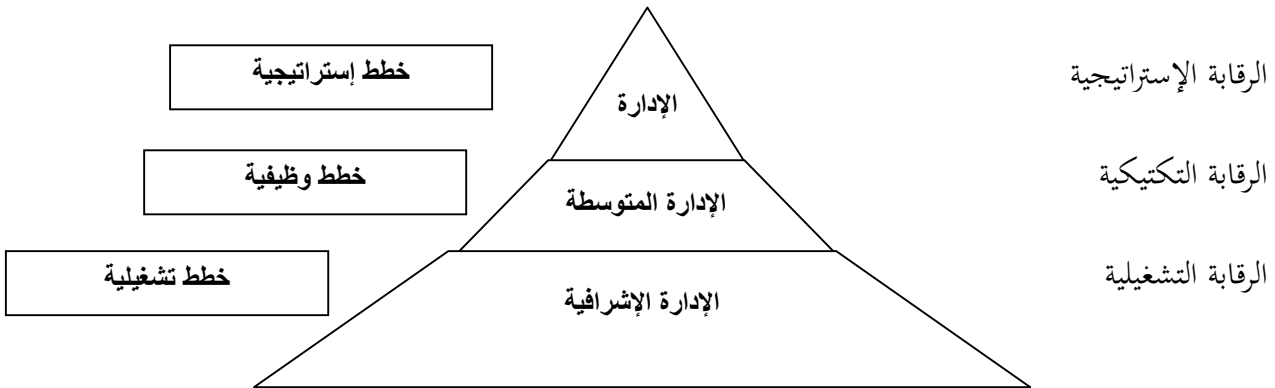 الرقابة الإستراتيجية
خطط إستراتيجية
الإدارة
الرقابة التكتيكية
خطط وظيفية
الإدارة المتوسطة
الرقابة التشغيلية
خطط تشغيلية
الإدارة الإشرافية